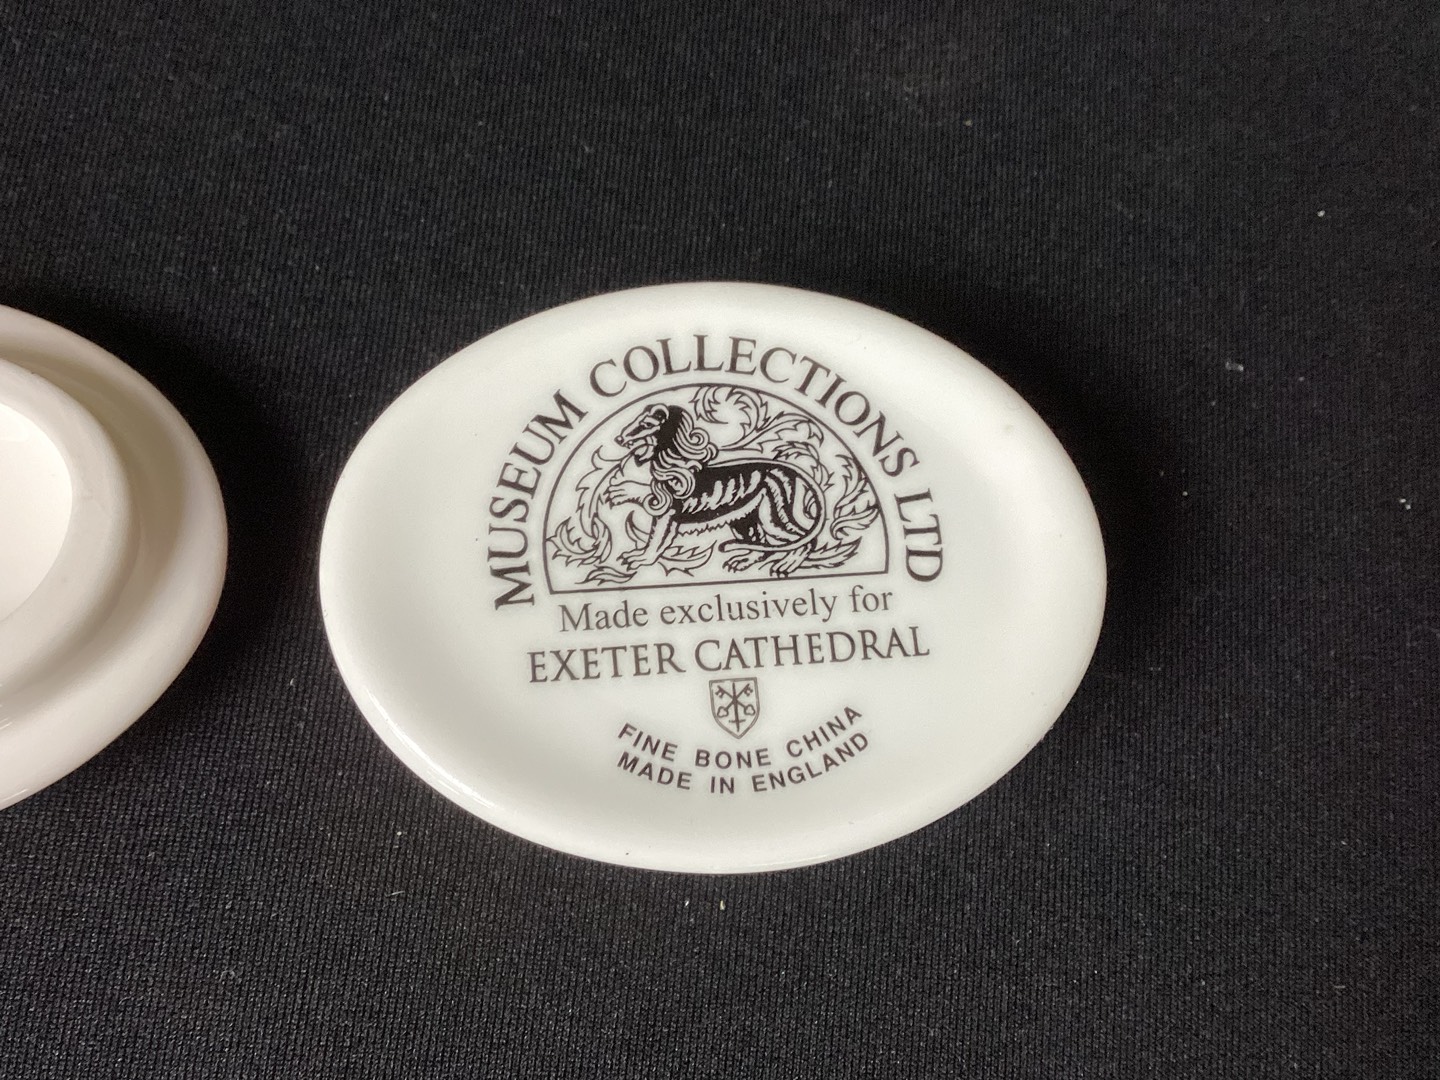 MUSEUM COLLECTIONS LTD
Made exclusively for
EXETER CATHEDRAL
FINE BONE CHINA
MADE IN ENGLAND